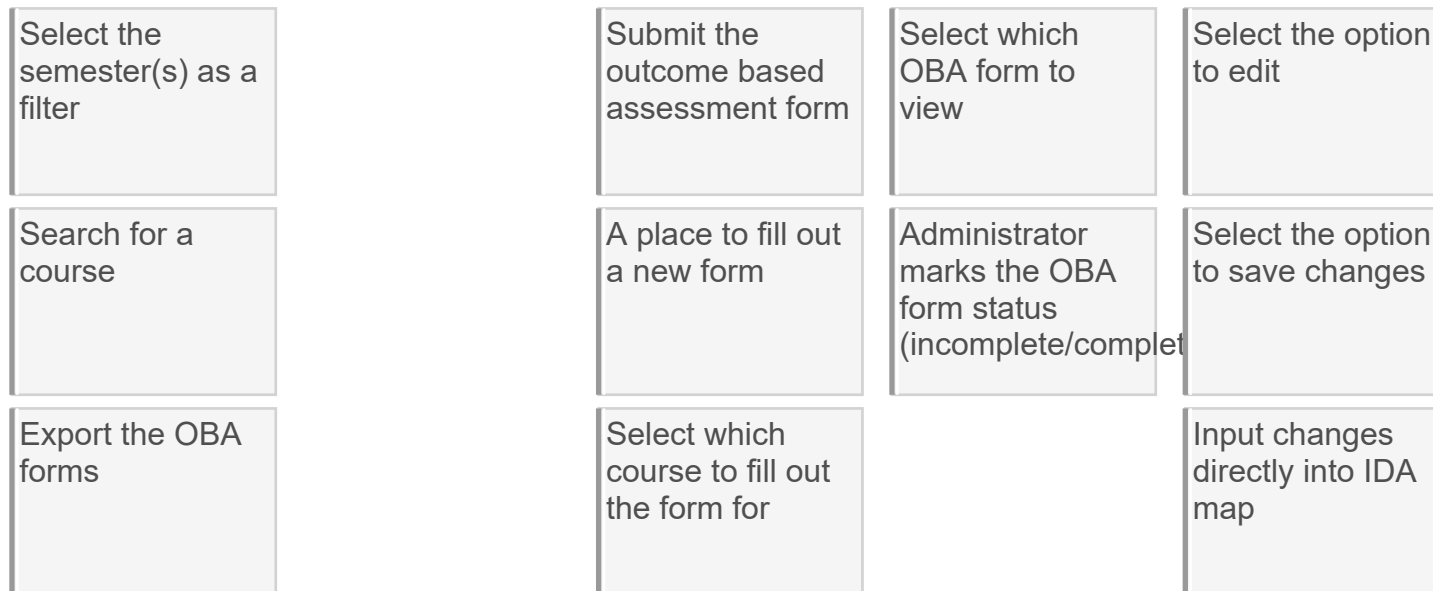 Select the
semester(s) as a
filter
Submit the
outcome based
assessment form
Select which
OBA form to
view
Select the option
to edit
Search for a
course
A place to fill out
a new form
Administrator
marks the OBA
form status
(incomplete/complet
Select the option
to save changes
Export the OBA
forms
Select which
course to fill out
the form for
Input changes
directly into IDA
map